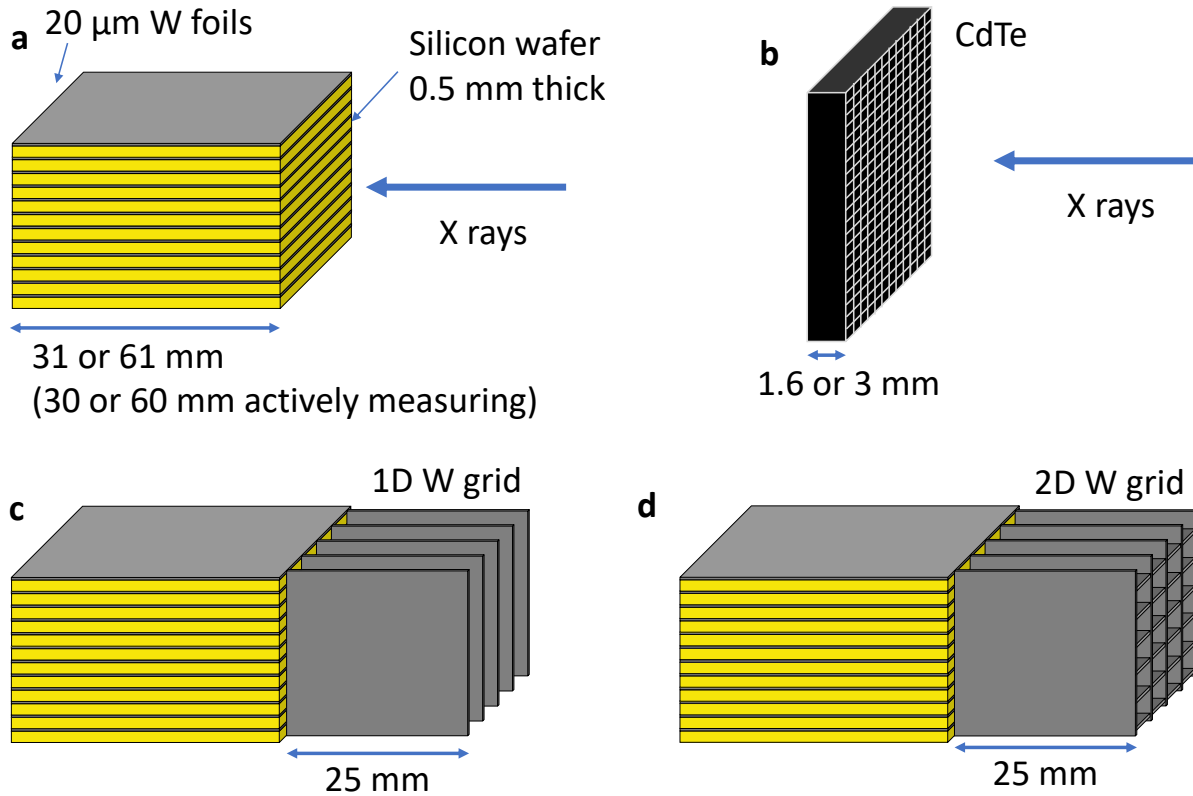 a
20 µm W foils
Silicon wafer
0.5 mm thick
X rays
31 or 61 mm
(30 or 60 mm actively measuring)
b
CdTe
X rays
1.6 or 3 mm
c
1D W grid
25 mm
d
2D W grid
25 mm